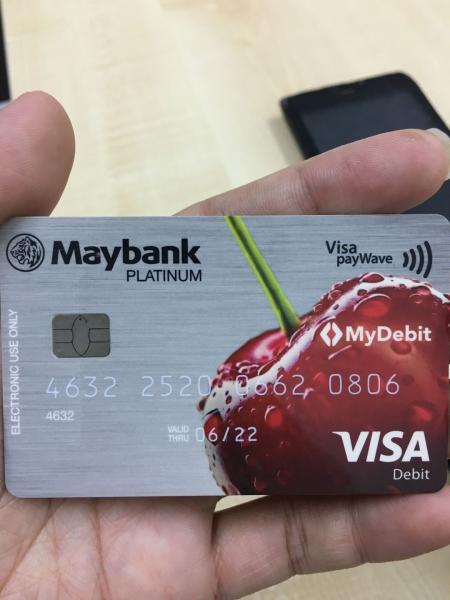 Maybank
PLATINUM
Visa
payWave
ELECTRONIC USE ONLY
MyDebit
4632 2520 0662 0806
4632
VALID
THRU 06/22
VISA
Debit